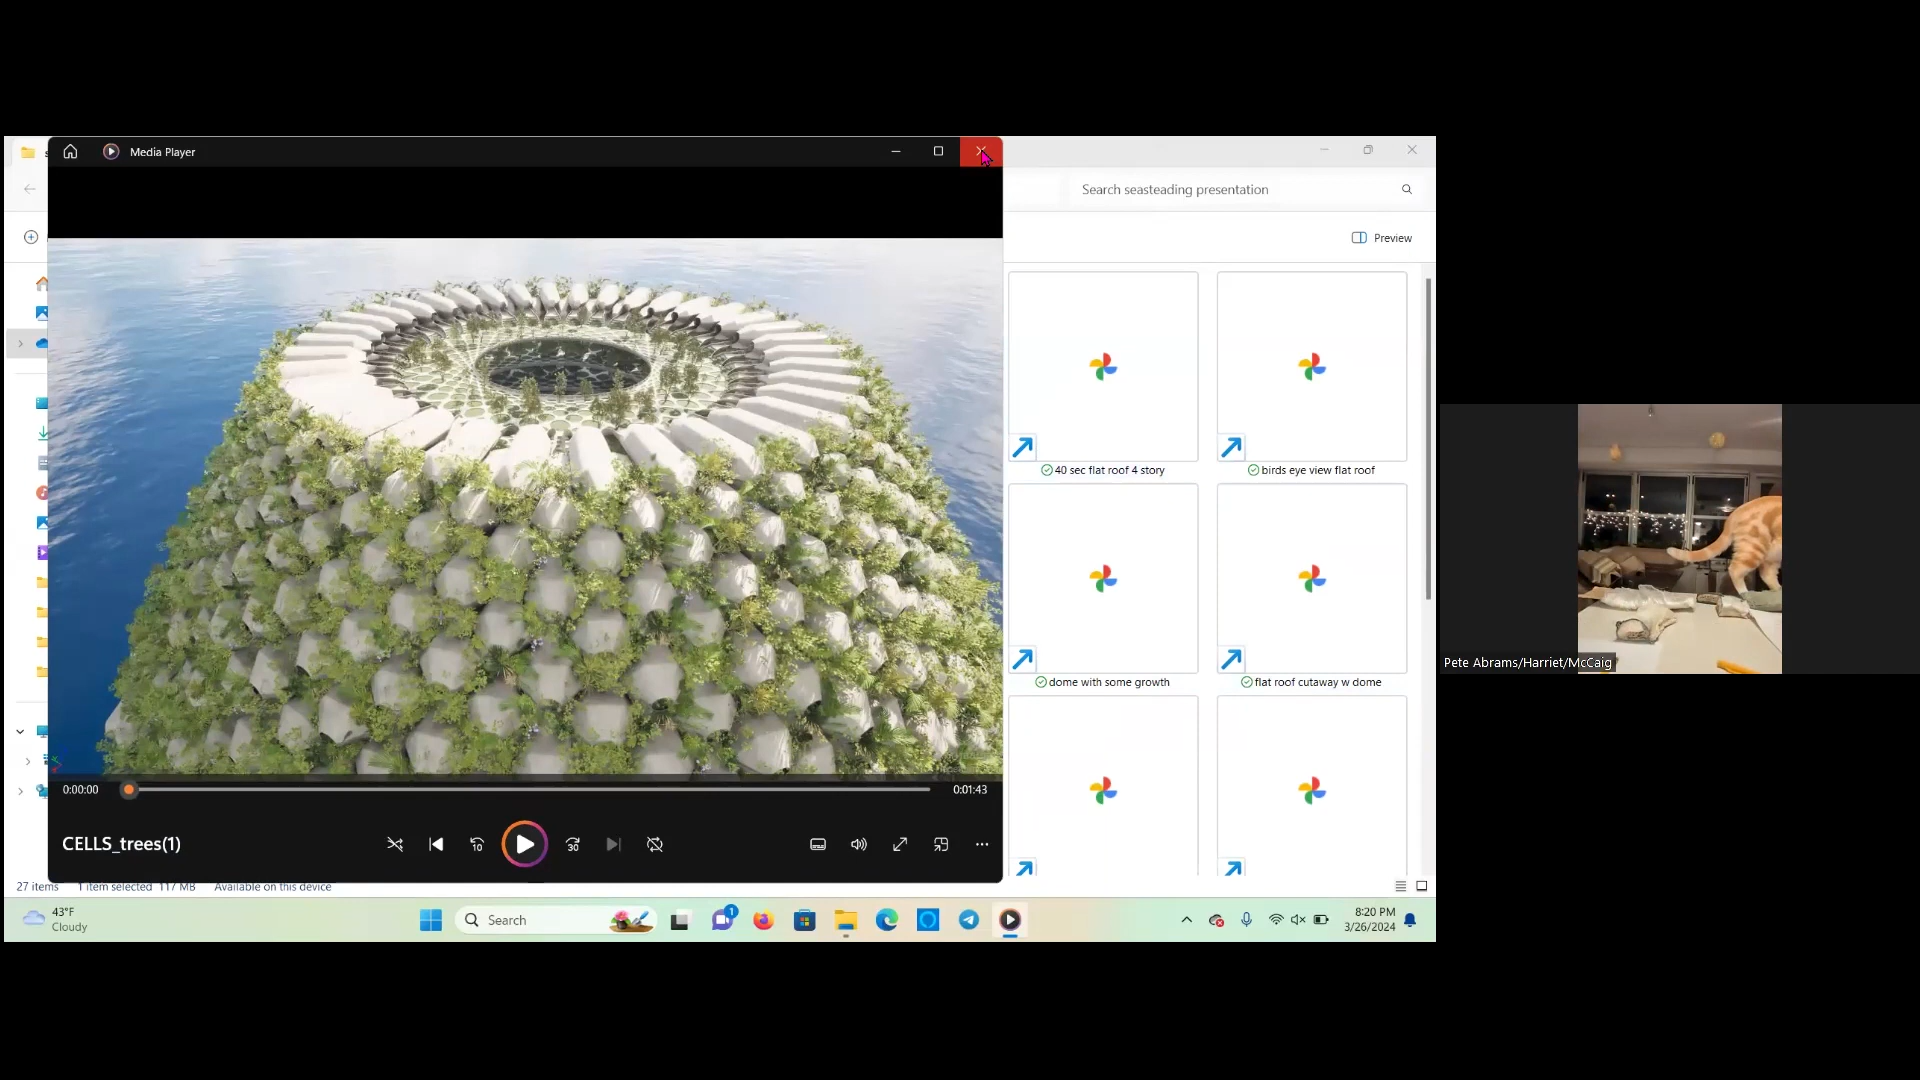 Media Player
Search seasteading presentation
Preview
40 sec flat roof 4 story
birds eye view flat roof
dome with some growth
flat roof cutaway w dome
Pete Abrams/Harriet/McCaig
0:00:00
0:01:43
CELLS_trees(1)
10
30
27 items
1 item selected 117 MB
Available on this device
43°F
Cloudy
Search
1
8:20 PM
3/26/2024